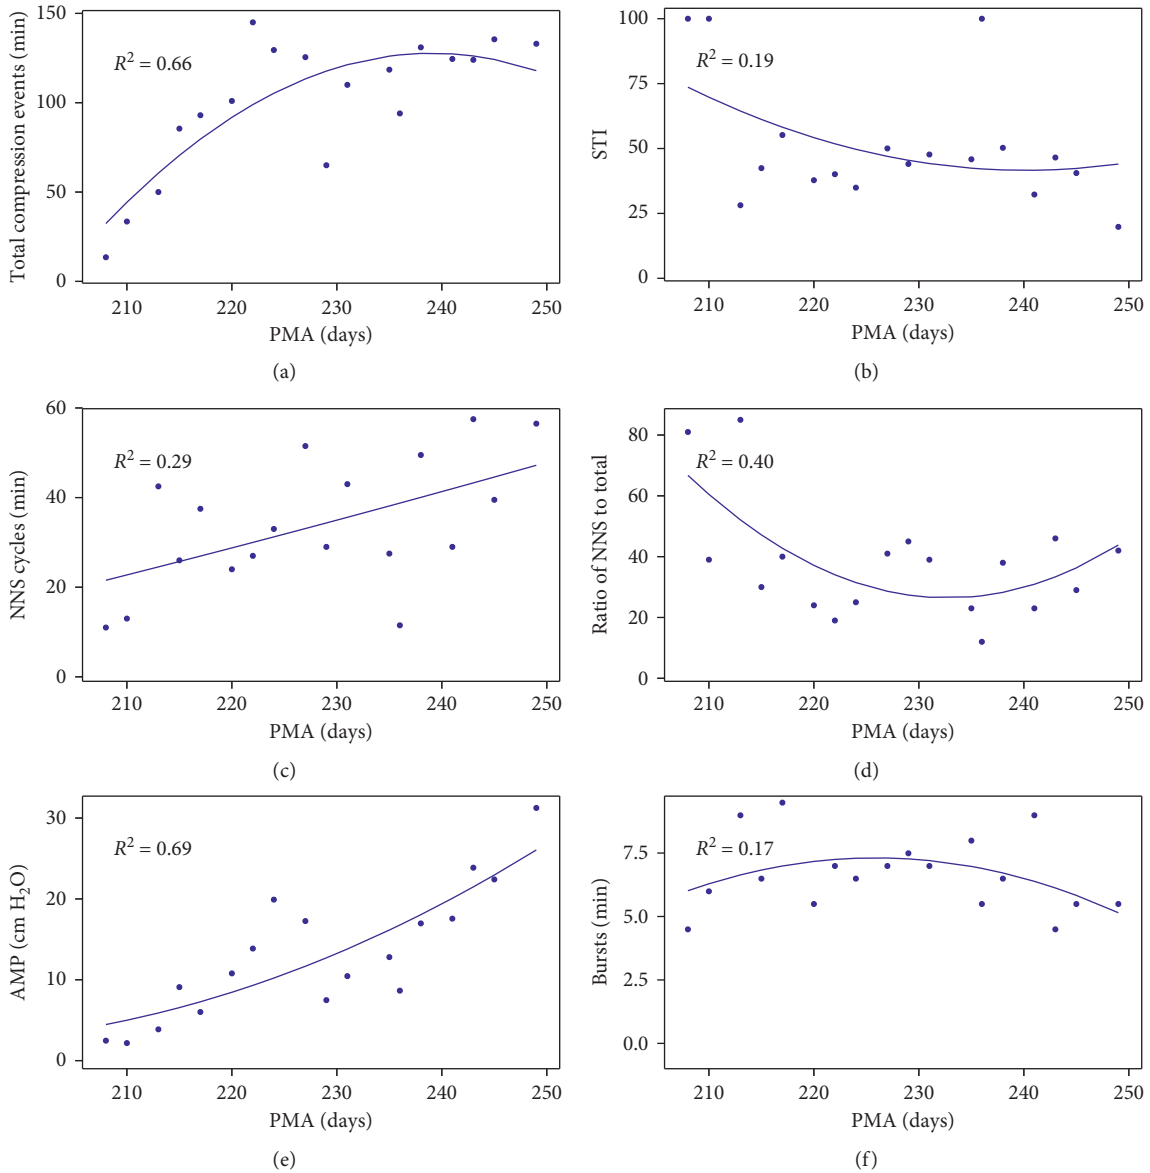 Total compression events (min)
150
100
50
0
R² = 0.66
210 220 230 240 250
PMA (days)
(a)
STI
100
75
50
25
0
R² = 0.19
210 220 230 240 250
PMA (days)
(b)
NNS cycles (min)
60
40
20
0
R² = 0.29
210 220 230 240 250
PMA (days)
(c)
Ratio of NNS to total
80
60
40
20
0
R² = 0.40
210 220 230 240 250
PMA (days)
(d)
AMP (cm H₂O)
30
20
10
0
R² = 0.69
210 220 230 240 250
PMA (days)
(e)
Bursts (min)
7.5
5.0
2.5
0.0
R² = 0.17
210 220 230 240 250
PMA (days)
(f)